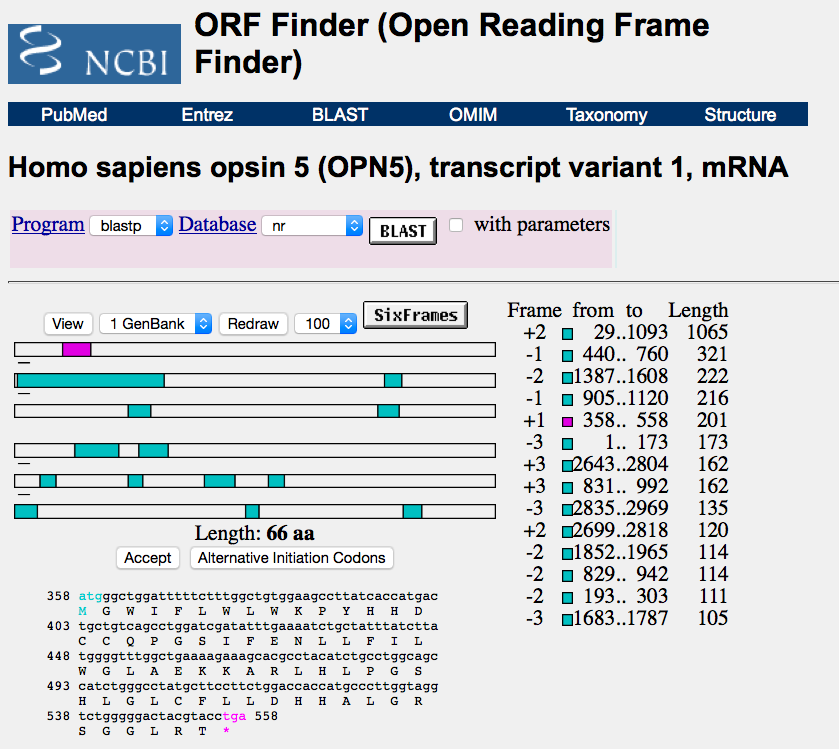 NCBI
ORF Finder (Open Reading Frame
Finder)
PubMed Entrez BLAST OMIM Taxonomy Structure
Homo sapiens opsin 5 (OPN5), transcript variant 1, mRNA
Program blastp Database nr BLAST with parameters
View 1 GenBank Redraw 100 SixFrames
Frame from to Length
+2 29..1093 1065
-1 440.. 760 321
-2 1387..1608 222
-1 905..1120 216
+1 358.. 558 201
-3 1.. 173 173
+3 2643..2804 162
+3 831.. 992 162
-3 2835..2969 135
+2 2699..2818 120
-2 1852..1965 114
-2 829.. 942 114
-2 193.. 303 111
-3 1683..1787 105
Length: 66 aa
Accept Alternative Initiation Codons
358 atgggctggatttttctttggctgtggaagccttatcaccatgac
M G W I F L W L W K P Y H H D
403 tgctgtcagcctggatcgatatttgaaaatctgctatttatctta
C C Q P G S I F E N L L F I L
448 tggggtttggctgaaaagaaagcacgcctacatctgcctggcagc
W G L A E K K A R L H L P G S
493 catctgggcctatgcttccttctggaccaccatgcccttggtagg
H L G L C F L L D H H A L G R
538 tctgggggactacgtacctga 558
S G G L R T *